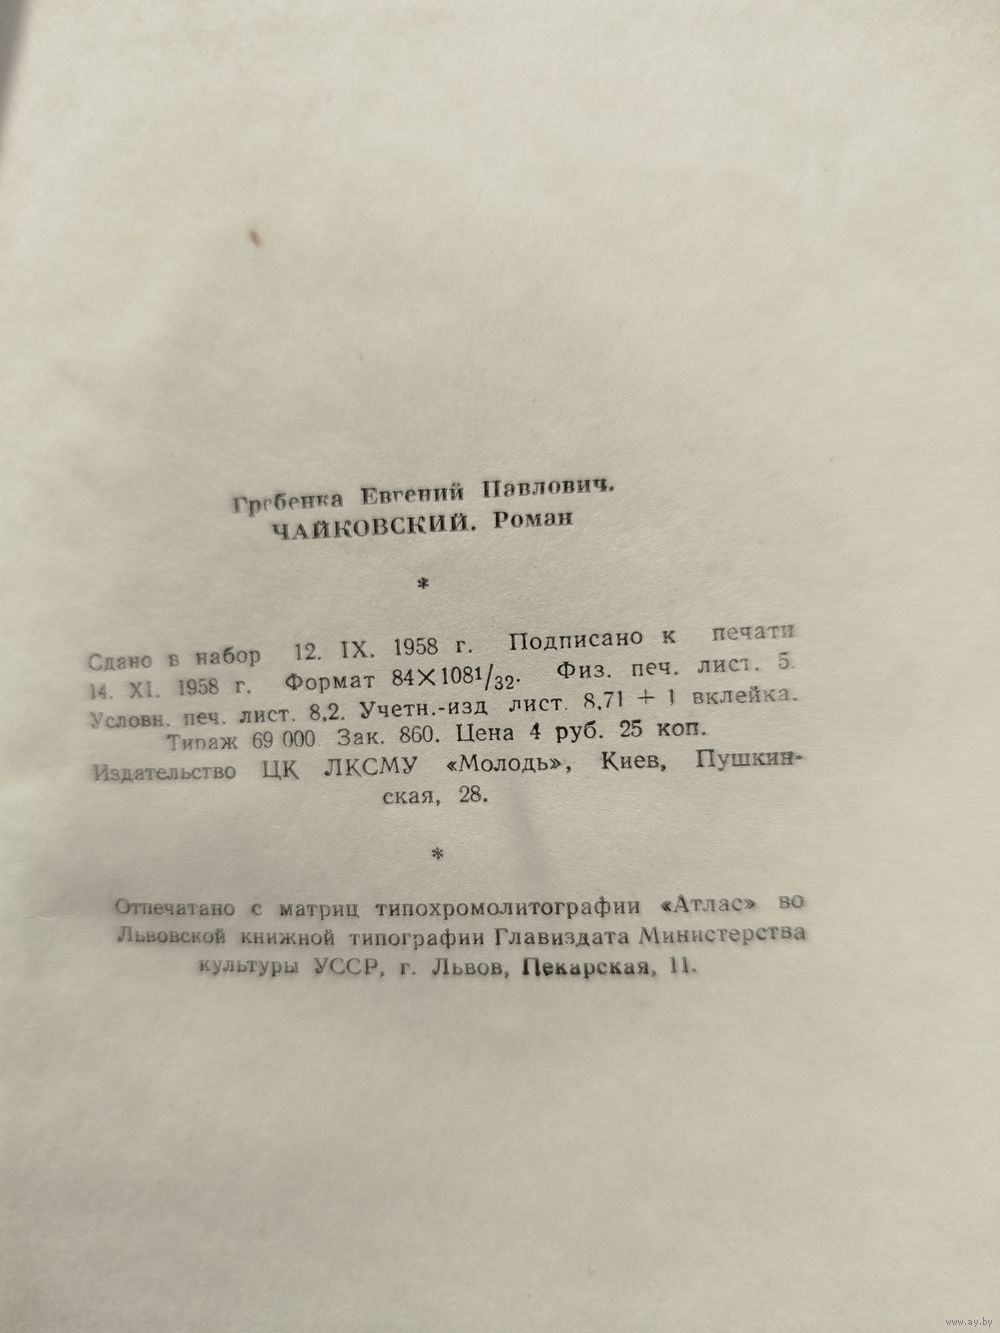 Гребенка Евгений Павлович.
ЧАЙКОВСКИЙ. Роман
*
Сдано в набор 12. IX. 1958 г. Подписано к печати
14. XI. 1958 г. Формат 84×1081/32. Физ. печ. лист. 5.
Условн. печ. лист. 8,2. Учетн.-изд лист. 8,71 + 1 вклейка.
Тираж 69 000 Зак. 860. Цена 4 руб. 25 коп.
Издательство ЦК ЛКСМУ «Молодь», Киев, Пушкин-
ская, 28.
*
Отпечатано с матриц типохромолитографии «Атлас» во
Львовской книжной типографии Главиздата Министерства
культуры УССР, г. Львов, Пекарская, 11.
www.ay.by